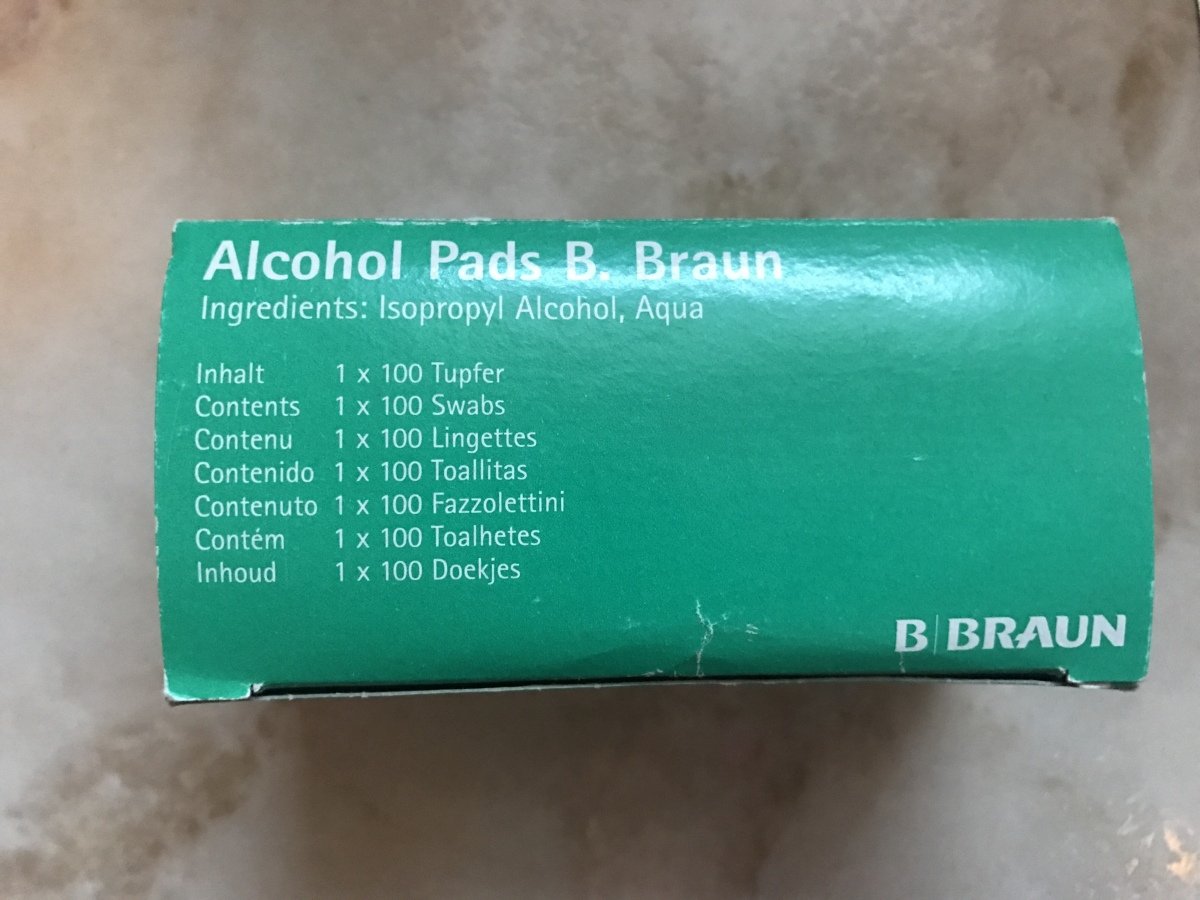 Alcohol Pads B. Braun
Ingredients: Isopropyl Alcohol, Aqua
Inhalt 1 x 100 Tupfer
Contents 1 x 100 Swabs
Contenu 1 x 100 Lingettes
Contenido 1 x 100 Toallitas
Contenuto 1 x 100 Fazzolettini
Contém 1 x 100 Toalhetes
Inhoud 1 x 100 Doekjes
B|BRAUN